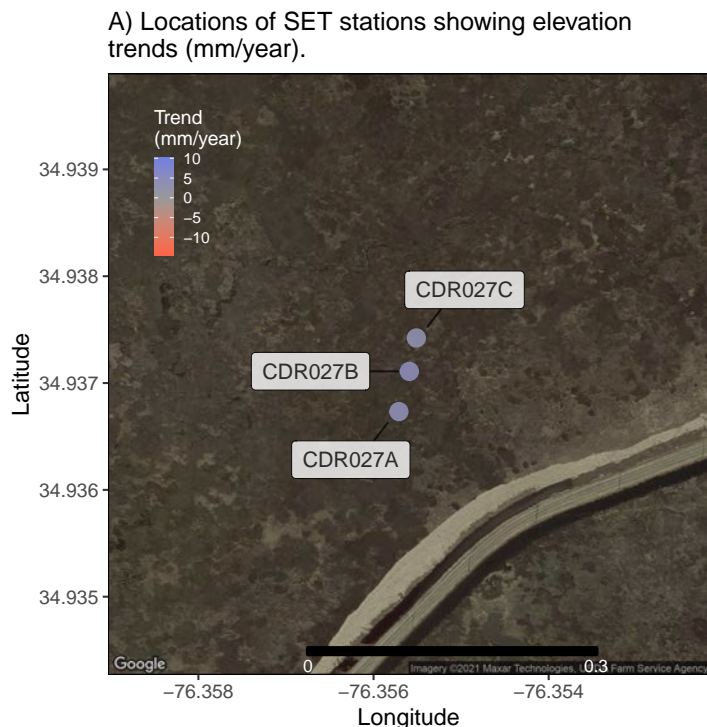 A) Locations of SET stations showing elevation
trends (mm/year).
Trend
(mm/year)
10
5
0
−5
−10
34.939
34.938
34.937
34.936
34.935
Latitude
CDR027C
CDR027B
CDR027A
0
0.3
Google
Imagery ©2021 Maxar Technologies, Farm Service Agency
−76.358
−76.356
−76.354
Longitude